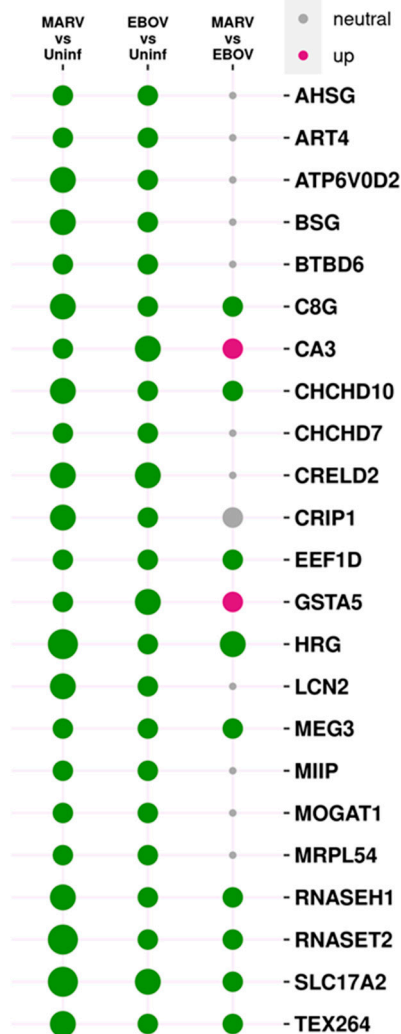 MARV
vs
Uninf
EBOV
vs
Uninf
MARV
vs
EBOV
neutral
up
AHSG
ART4
ATP6V0D2
BSG
BTBD6
C8G
CA3
CHCHD10
CHCHD7
CRELD2
CRIP1
EEF1D
GSTA5
HRG
LCN2
MEG3
MIIP
MOGAT1
MRPL54
RNASEH1
RNASET2
SLC17A2
TEX264